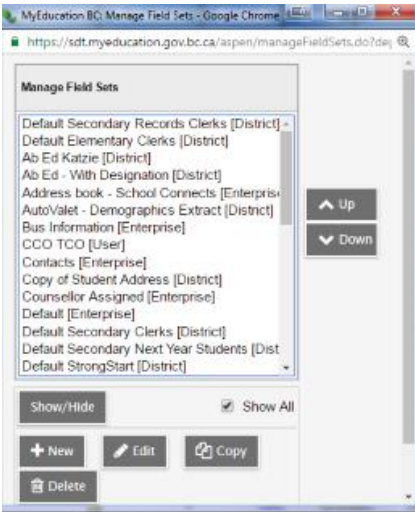 MyEducation BC: Manage Field Sets - Google Chrome
https://sdt.myeducation.gov.bc.ca/aspen/manageFieldSets.do?dep
Manage Field Sets
Default Secondary Records Clerks [District]
Default Elementary Clerks [District]
Ab Ed Katzie [District]
Ab Ed - With Designation [District]
Address book - School Connects [Enterprise
AutoValet - Demographics Extract [District]
Bus Information [Enterprise]
CCO TCO [User]
Contacts [Enterprise]
Copy of Student Address [District]
Counsellor Assigned [Enterprise]
Default [Enterprise]
Default Secondary Clerks [District]
Default Secondary Next Year Students [Dist
Default StrongStart [District]
Up
Down
Show/Hide
Show All
New
Edit
Copy
Delete